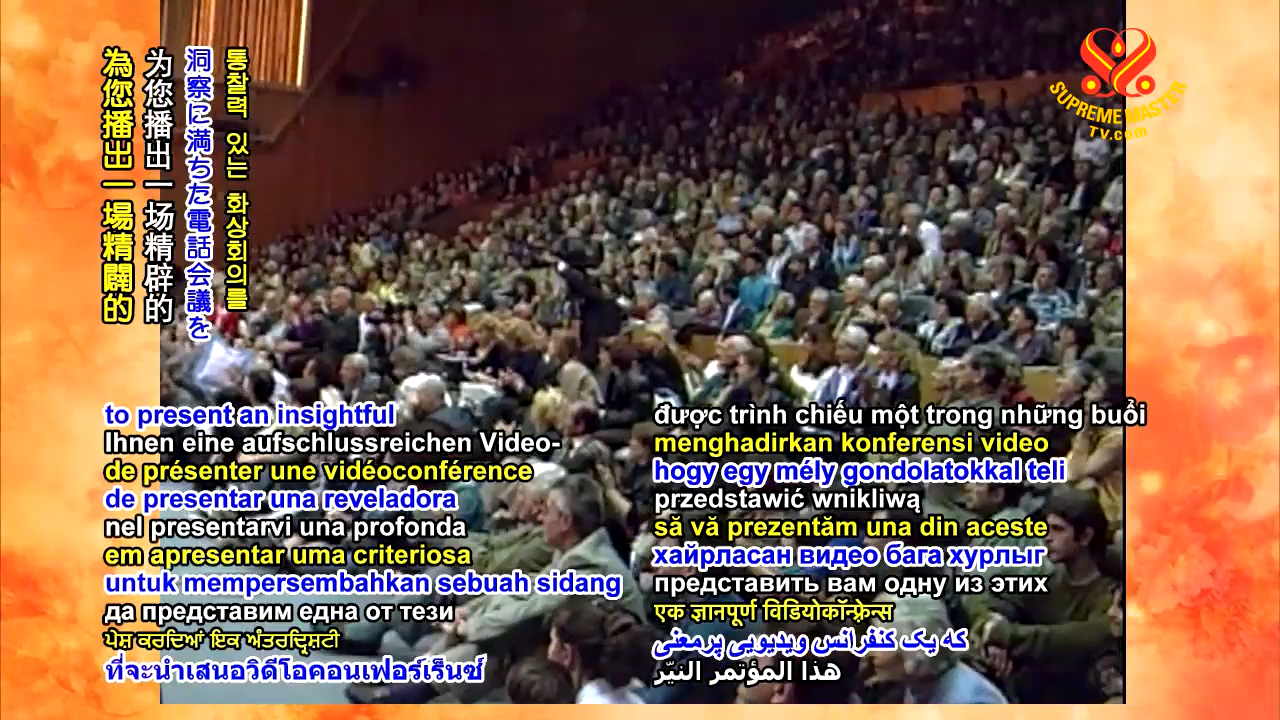 為您播出一場精闢的
为您播出一场精辟的
洞察に満ちた電話会議を
통찰력 있는 화상회의를
SUPREME MASTER
TV.com
to present an insightful
Ihnen eine aufschlussreichen Video-
de présenter une vidéoconférence
de presentar una reveladora
nel presentarvi una profonda
em apresentar uma criteriosa
untuk mempersembahkan sebuah sidang
да представим една от тези
ਪੇਸ਼ ਕਰਦਿਆਂ ਇਕ ਅੰਤਰਦ੍ਰਿਸ਼ਟੀ
ที่จะนำเสนอวิดีโอคอนเฟอร์เร็นซ์
được trình chiếu một trong những buổi
menghadirkan konferensi video
hogy egy mély gondolatokkal teli
przedstawić wnikliwą
să vă prezentăm una din aceste
хайрласан видео бага хурлыг
представить вам одну из этих
एक ज्ञानपूर्ण विडियोकॉन्फ़्रेन्स
که یک کنفرانس ویدیویی پرمعنی
هذا المؤتمر النيّر